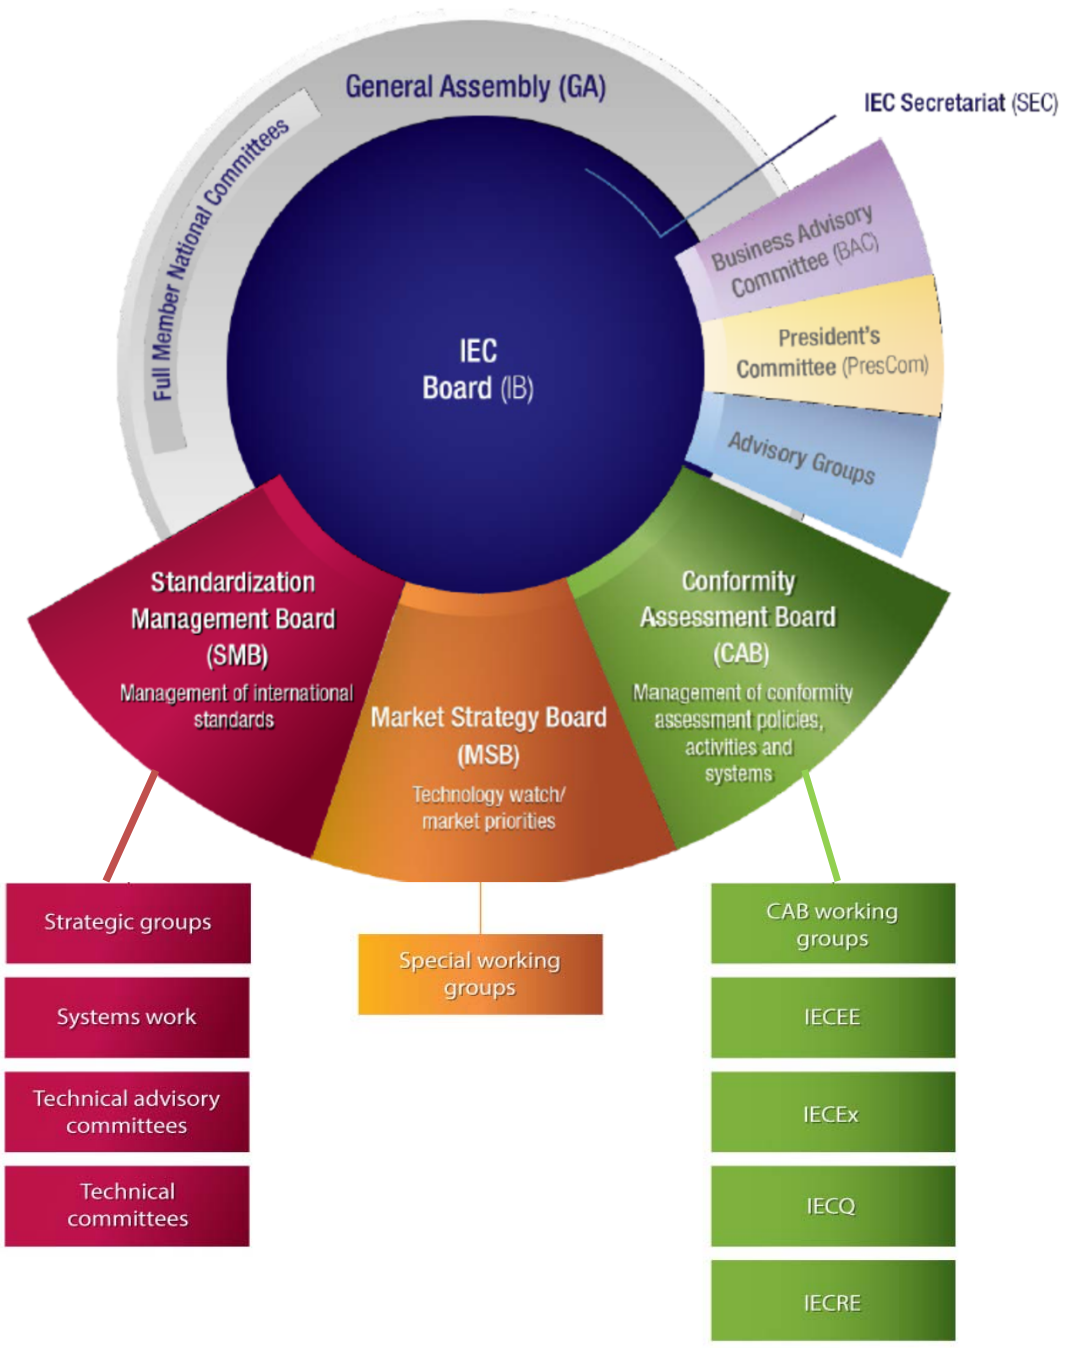 General Assembly (GA)
Full Member National Committees
IEC Secretariat (SEC)
Business Advisory
Committee (BAC)
President's
Committee (PresCom)
Advisory Groups
IEC
Board (IB)
Standardization
Management Board
(SMB)
Management of international
standards
Market Strategy Board
(MSB)
Technology watch/
market priorities
Conformity
Assessment Board
(CAB)
Management of conformity
assessment policies,
activities and
systems
Strategic groups
Systems work
Technical advisory
committees
Technical
committees
Special working
groups
CAB working
groups
IECEE
IECEx
IECQ
IECRE